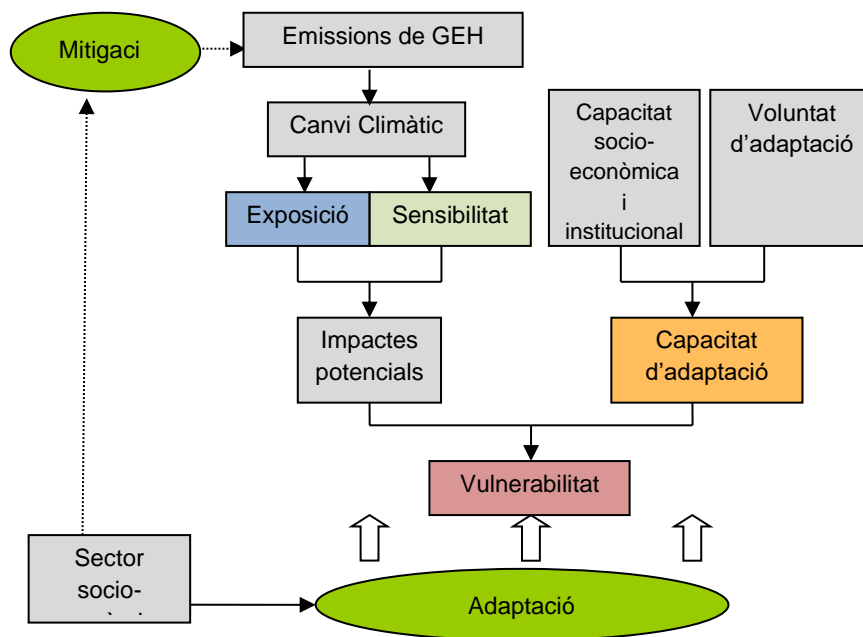 Mitigaci
Emissions de GEH
Canvi Climàtic
Capacitat
socio-
econòmica
i
institucional
Voluntat
d’adaptació
Exposició
Sensibilitat
Impactes
potencials
Capacitat
d’adaptació
Vulnerabilitat
Sector
socio-
Adaptació